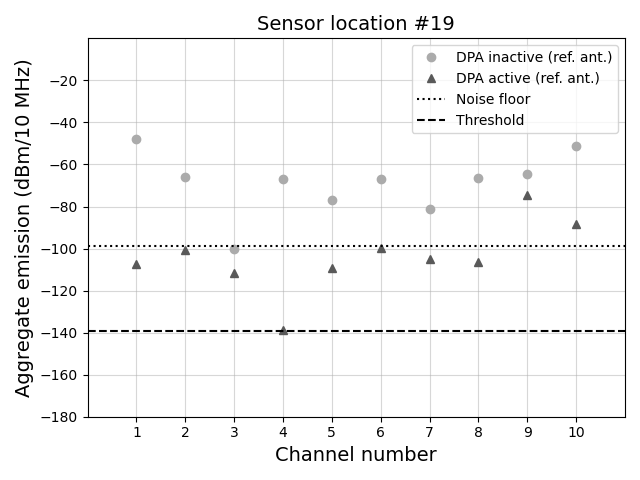 Sensor location #19
DPA inactive (ref. ant.)
DPA active (ref. ant.)
Noise floor
Threshold
Aggregate emission (dBm/10 MHz)
−20
−40
−60
−80
−100
−120
−140
−160
−180
1 2 3 4 5 6 7 8 9 10
Channel number